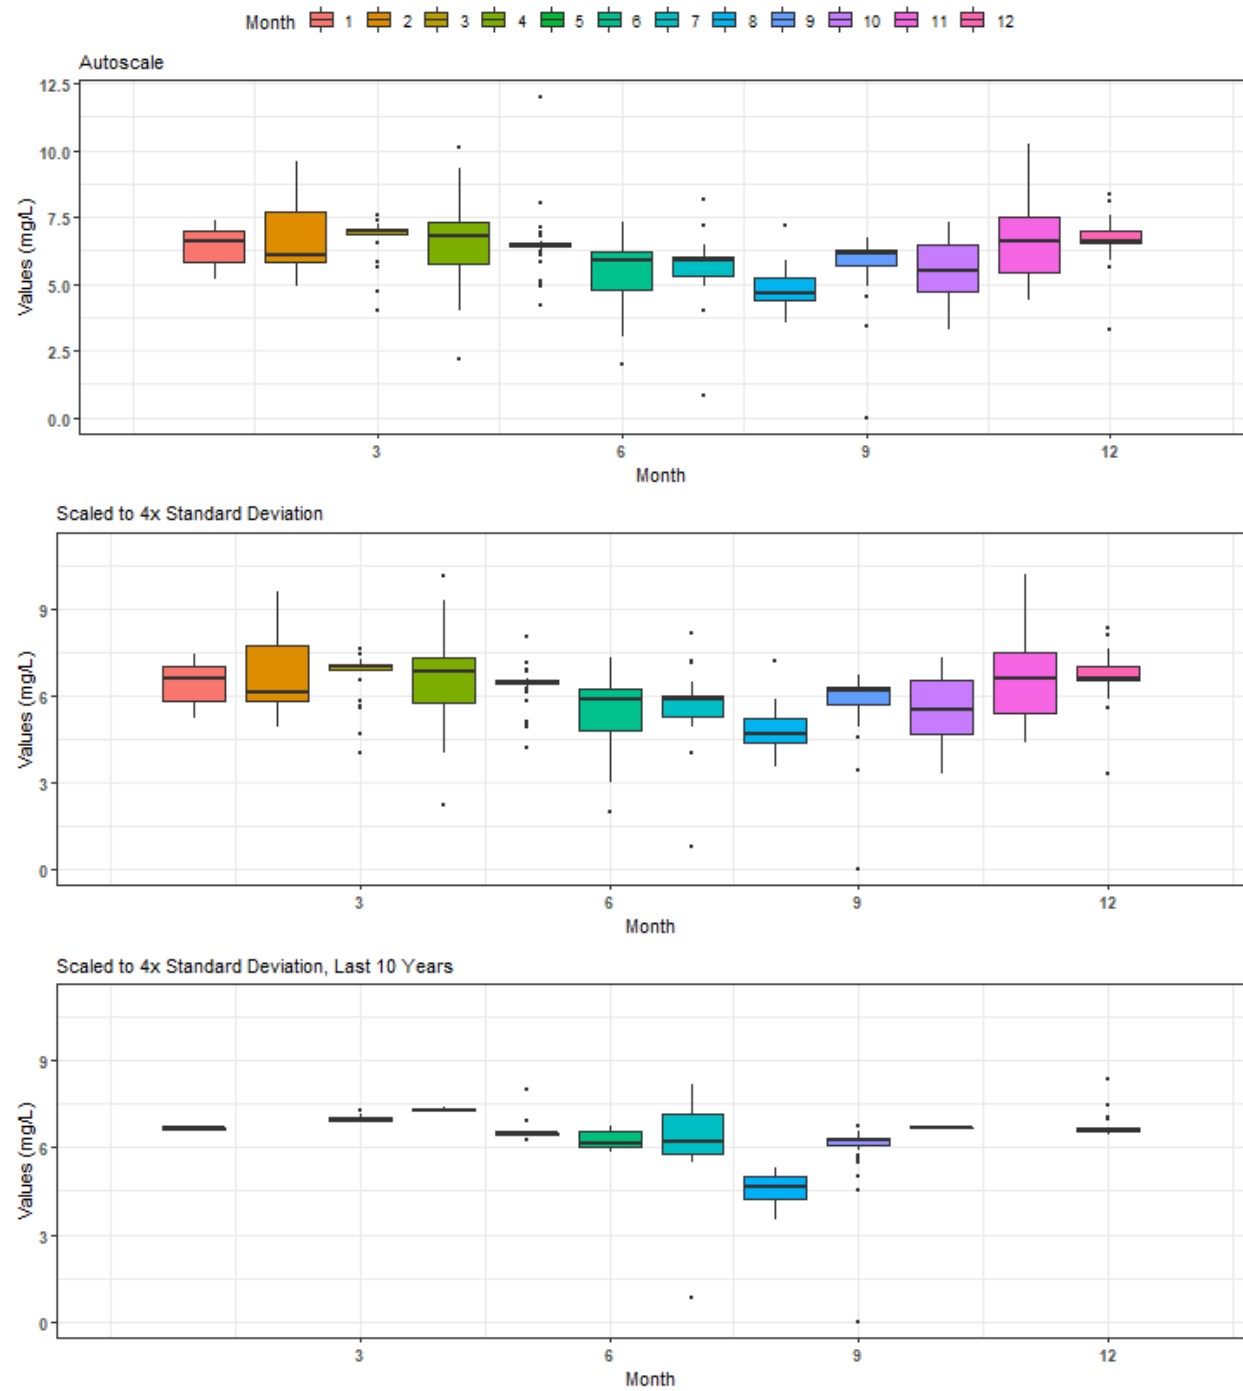 Month 1 2 3 4 5 6 7 8 9 10 11 12
Autoscale
12.5
10.0
7.5
5.0
2.5
0.0
Values (mg/L)
3 6 9 12
Month
Scaled to 4x Standard Deviation
9
6
3
0
Values (mg/L)
3 6 9 12
Month
Scaled to 4x Standard Deviation, Last 10 Years
9
6
3
0
Values (mg/L)
3 6 9 12
Month